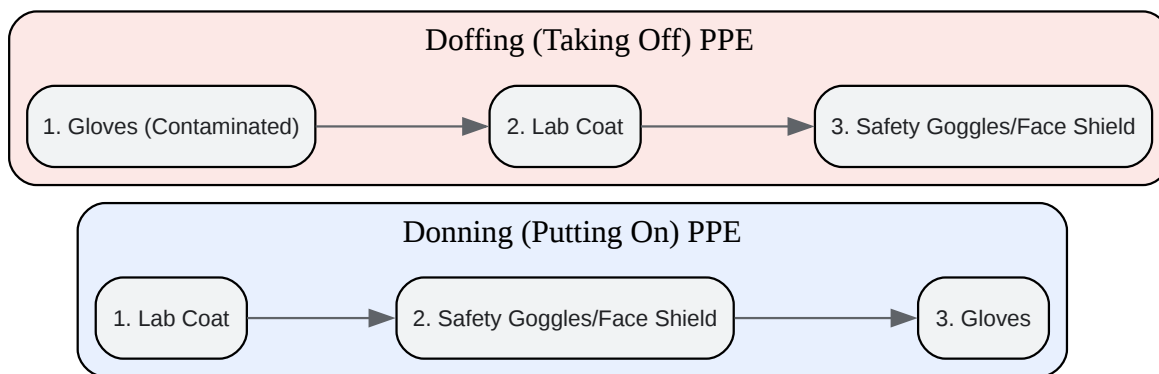 Doffing (Taking Off) PPE
1. Gloves (Contaminated)
2. Lab Coat
3. Safety Goggles/Face Shield
Donning (Putting On) PPE
1. Lab Coat
2. Safety Goggles/Face Shield
3. Gloves